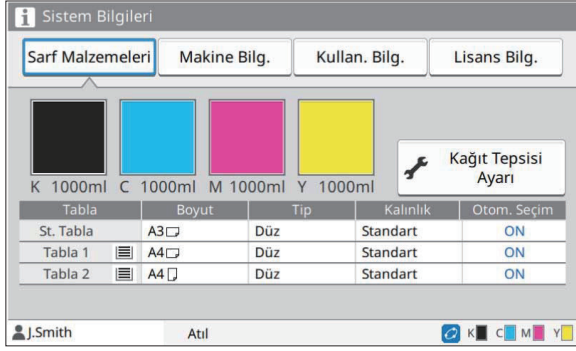 Sistem Bilgileri
Sarf Malzemeleri Makine Bilg. Kullan. Bilg. Lisans Bilg.
K 1000ml C 1000ml M 1000ml Y 1000ml
Kağıt Tepsisi
Ayarı
Tabla Boyut Tip Kalınlık Otom. Seçim
St. Tabla A3 Düz Standart ON
Tabla 1 A4 Düz Standart ON
Tabla 2 A4 Düz Standart ON
J.Smith Atıl K C M Y